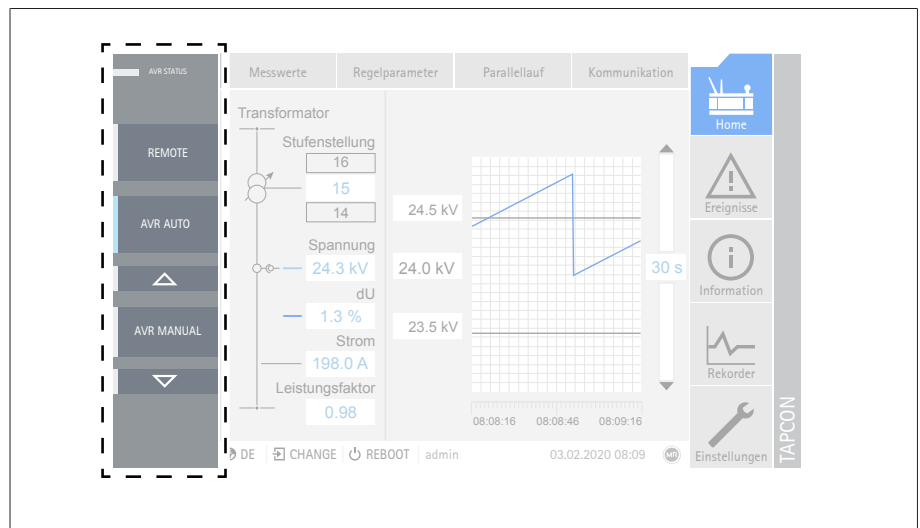 AVR STATUS
REMOTE
AVR AUTO
AVR MANUAL
Messwerte
Regelparameter
Parallellauf
Kommunikation
Transformator
Stufenstellung
16
15
14
Spannung
24.3 kV
dU
1.3 %
Strom
198.0 A
Leistungsfaktor
0.98
24.5 kV
24.0 kV
23.5 kV
30 s
08:08:16 08:08:46 08:09:16
DE CHANGE REBOOT admin 03.02.2020 08:09 MR
Home
Ereignisse
Information
Rekorder
Einstellungen
TAPCON